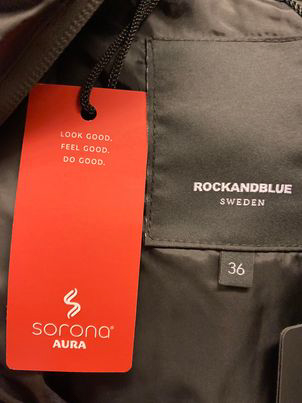 LOOK GOOD.
FEEL GOOD.
DO GOOD.
sorona®
AURA
ROCKANDBLUE
SWEDEN
36